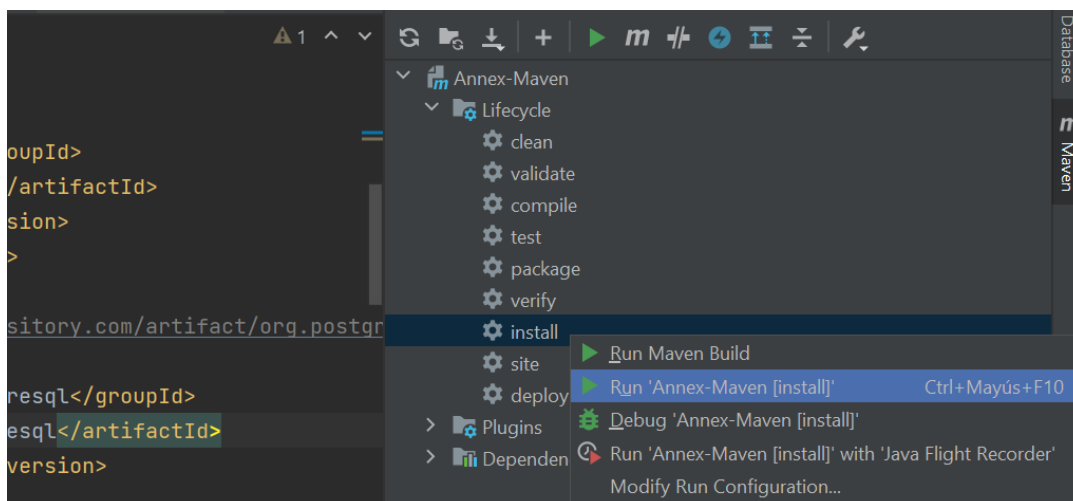 1
oupId>
/artifactId>
sion>
>
sitory.com/artifact/org.postgr
resql</groupId>
esql</artifactId>
version>
m
Annex-Maven
Lifecycle
clean
validate
compile
test
package
verify
install
site
deploy
Plugins
Dependen
Run Maven Build
Run 'Annex-Maven [install]' Ctrl+Mayús+F10
Debug 'Annex-Maven [install]'
Run 'Annex-Maven [install]' with 'Java Flight Recorder'
Modify Run Configuration...
Database
m Maven